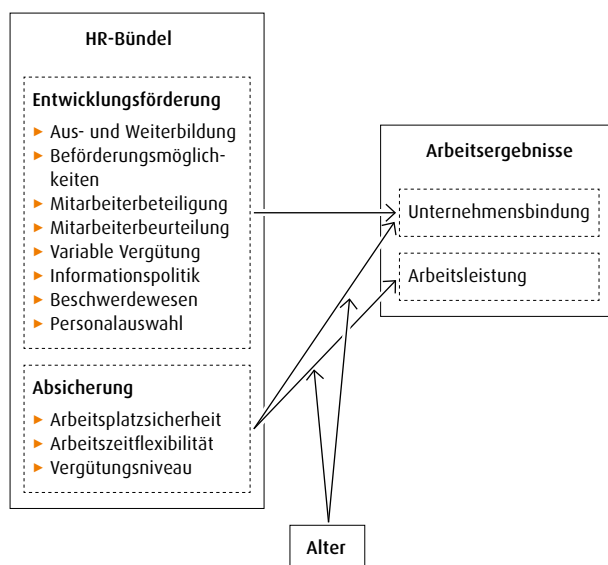 HR-Bündel
Entwicklungsförderung
► Aus- und Weiterbildung
► Beförderungsmöglich-
keiten
► Mitarbeiterbeteiligung
► Mitarbeiterbeurteilung
► Variable Vergütung
► Informationspolitik
► Beschwerdewesen
► Personalauswahl
Absicherung
► Arbeitsplatzsicherheit
► Arbeitszeitflexibilität
► Vergütungsniveau
Arbeitsergebnisse
Unternehmensbindung
Arbeitsleistung
Alter